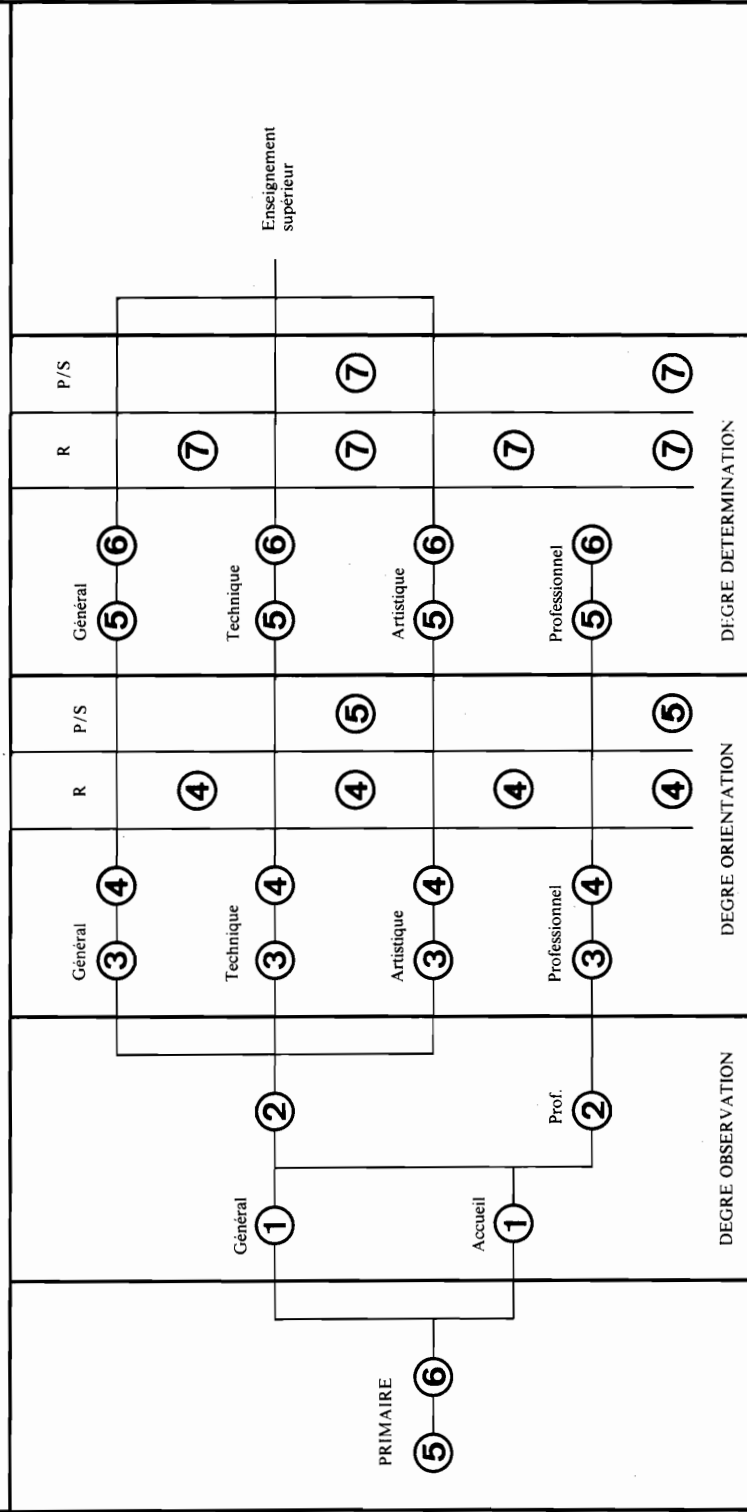 PRIMAIRE
5 6
Général
1
2
Accueil
1
Prof.
2
DEGRE OBSERVATION
R P/S
Général
3 4
4
Technique
3 4
4 5
Artistique
3 4
4
Professionnel
3 4
4 5
DEGRE ORIENTATION
R P/S
Général
5 6
7
Technique
5 6
7 7
Artistique
5 6
7
Professionnel
5 6
7 7
DEGRE DETERMINATION
Enseignement
supérieur